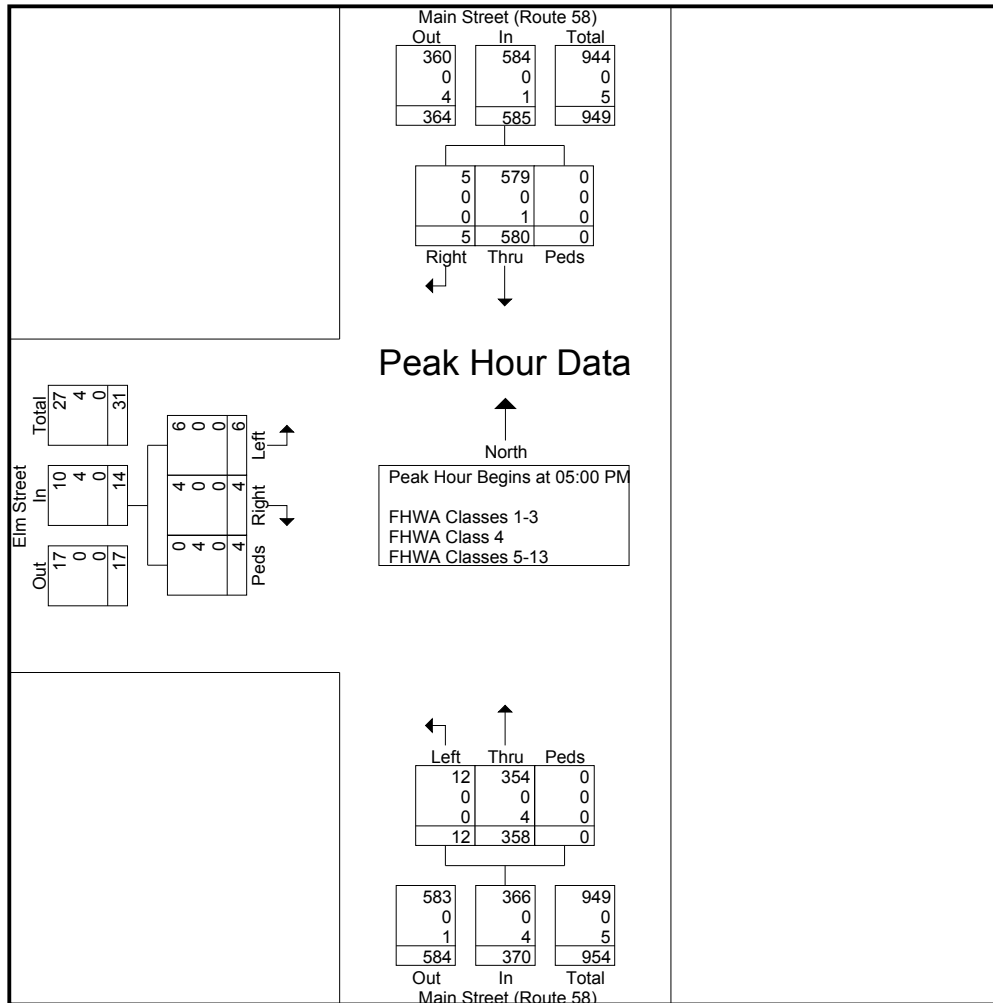 Main Street (Route 58)
Out In Total
360 584 944
0 0 0
4 1 5
364 585 949
5 579 0
0 0 0
0 1 0
5 580 0
Right Thru Peds
Peak Hour Data
North
Peak Hour Begins at 05:00 PM
FHWA Classes 1-3
FHWA Class 4
FHWA Classes 5-13
Elm Street
Out In Total
17 10 27
0 4 4
0 0 0
17 14 31
0 4 6
4 0 0
0 0 0
4 4 6
Peds Right Left
Left Thru Peds
12 354 0
0 0 0
0 4 0
12 358 0
583 366 949
0 0 0
1 4 5
584 370 954
Out In Total
Main Street (Route 58)